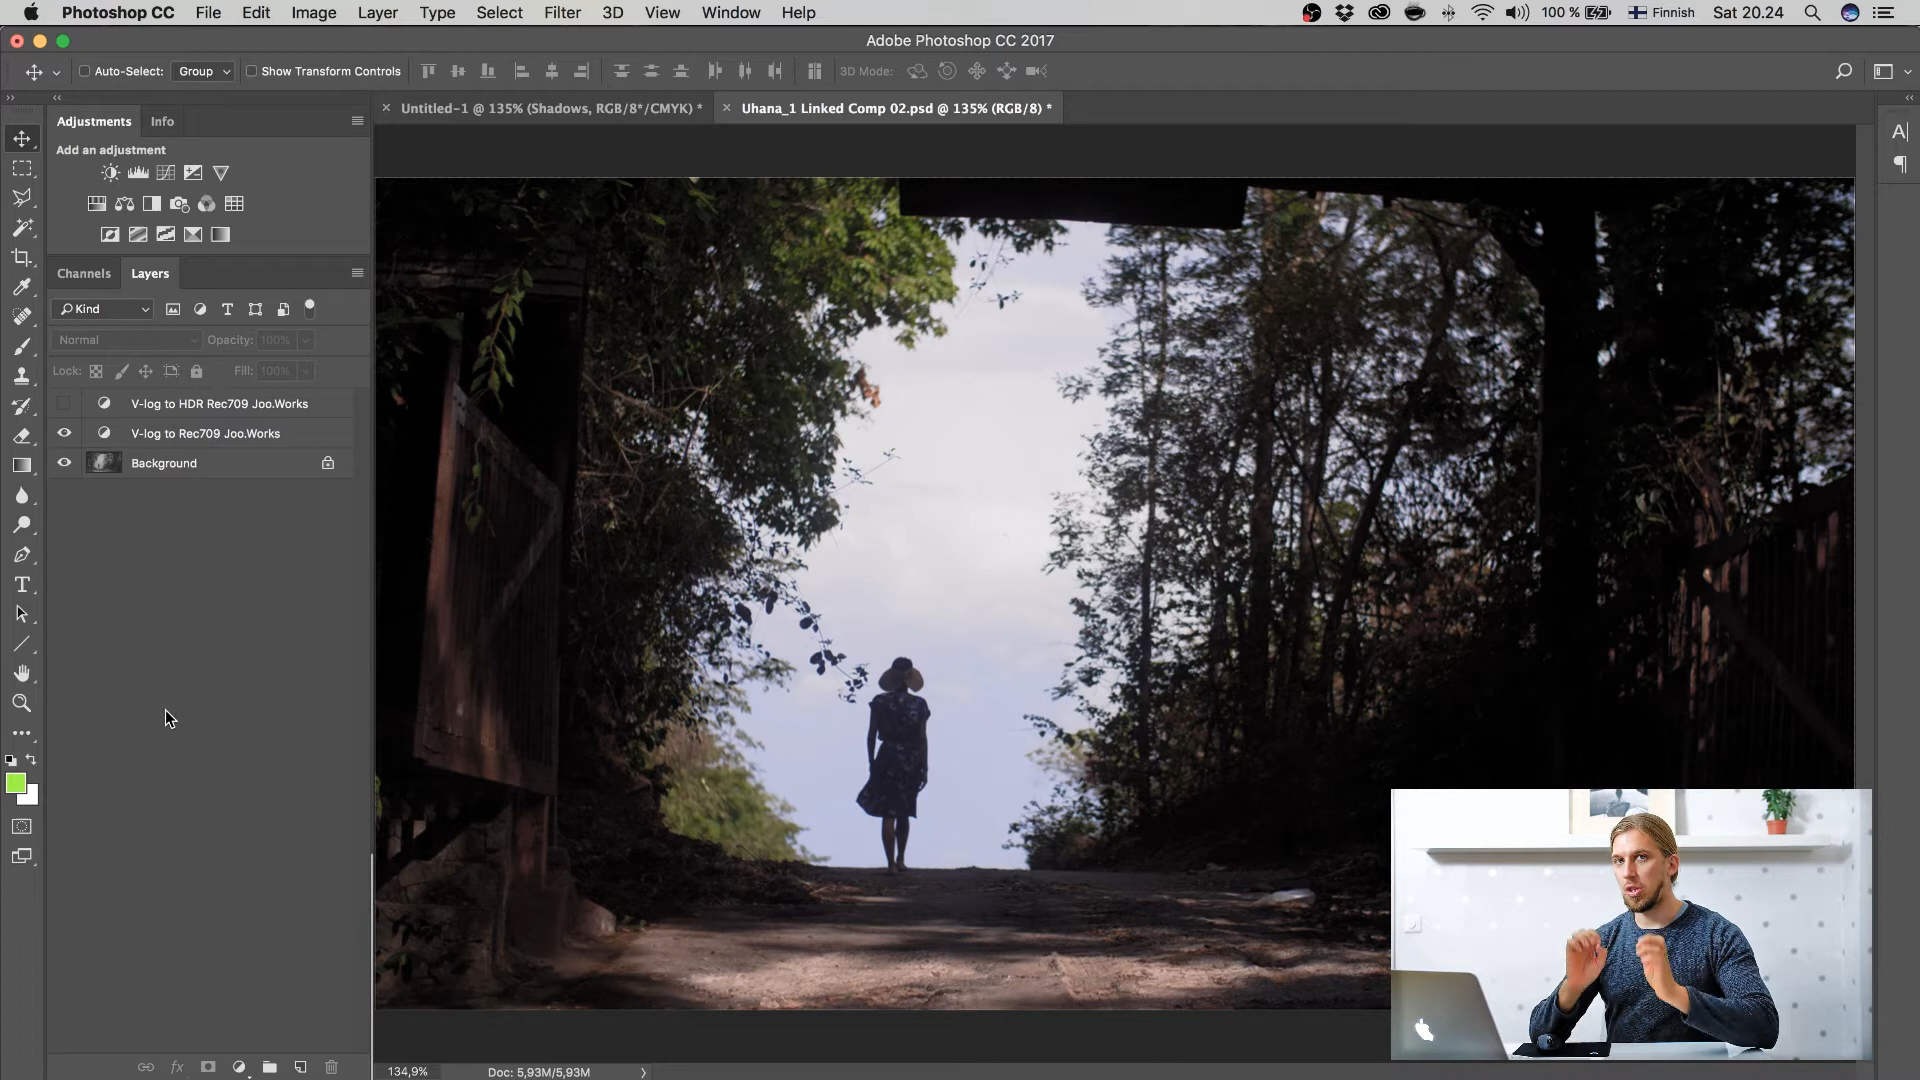 Photoshop CC File Edit Image Layer Type Select Filter 3D View Window Help 100 % Finnish Sat 20.24
Adobe Photoshop CC 2017
Auto-Select: Group Show Transform Controls 3D Mode:
Untitled-1 @ 135% (Shadows, RGB/8*/CMYK) * Uhana_1 Linked Comp 02.psd @ 135% (RGB/8) *
Adjustments Info
Add an adjustment
Channels Layers
Kind
Normal Opacity: 100%
Lock: Fill: 100%
V-log to HDR Rec709 Joo.Works
V-log to Rec709 Joo.Works
Background
134,9% Doc: 5,93M/5,93M